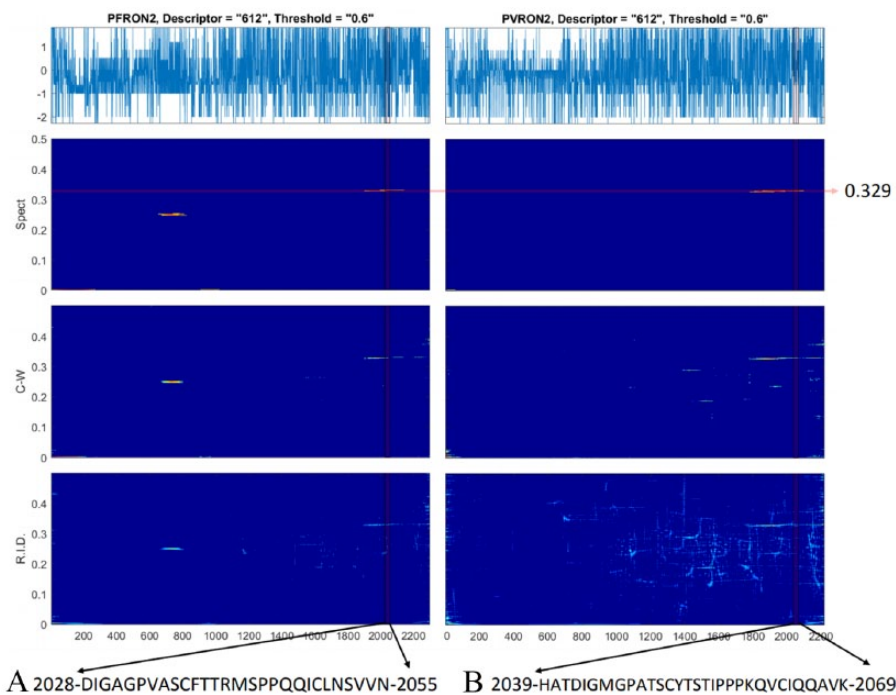 PFRON2, Descriptor = "612", Threshold = "0.6"
PVRON2, Descriptor = "612", Threshold = "0.6"
1
0
-1
-2
1
0
-1
-2
Spect
0.5
0.4
0.3
0.2
0.1
0
0.329
C-W
0.4
0.3
0.2
0.1
0
R.I.D.
0.4
0.3
0.2
0.1
0
200 400 600 800 1000 1200 1400 1600 1800 2000 2200
0 200 400 600 800 1000 1200 1400 1600 1800 2000 2200
A 2028-DIGAGPVASCFTTRMSPPQQICLNSVVN-2055
B 2039-HATDIGMGPATSCYTSTIPPPKQVCIQQAVK-2069